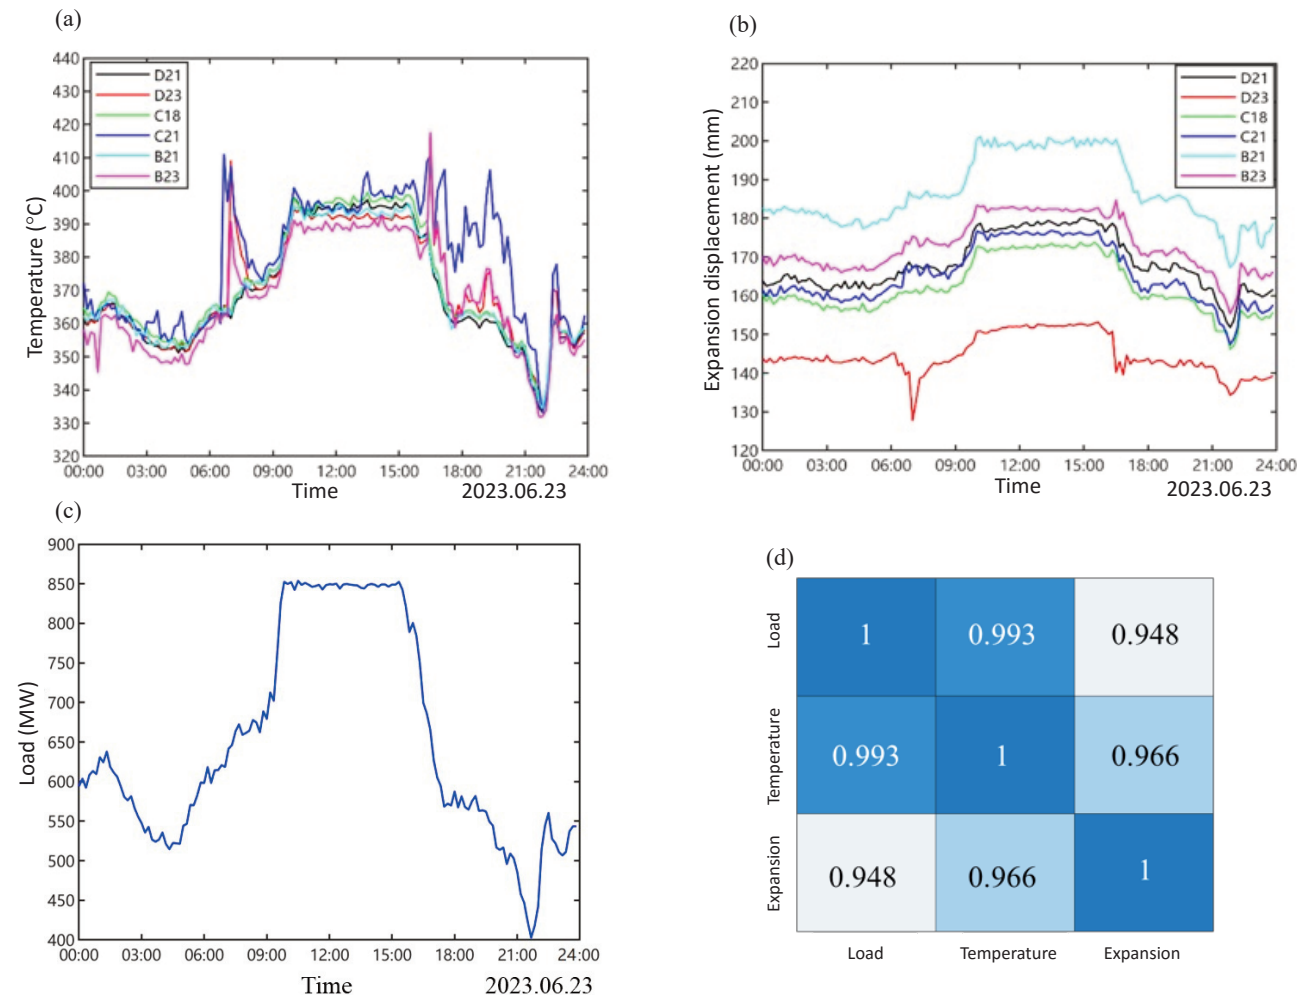 (a)
440
430
420
410
400
390
380
370
360
350
340
330
320
Temperature (°C)
D21
D23
C18
C21
B21
B23
00:00 03:00 06:00 09:00 12:00 15:00 18:00 21:00 24:00
Time 2023.06.23
(b)
220
210
200
190
180
170
160
150
140
130
120
Expansion displacement (mm)
D21
D23
C18
C21
B21
B23
00:00 03:00 06:00 09:00 12:00 15:00 18:00 21:00 24:00
Time 2023.06.23
(c)
900
850
800
750
700
650
600
550
500
450
400
Load (MW)
00:00 03:00 06:00 09:00 12:00 15:00 18:00 21:00 24:00
Time 2023.06.23
(d)
Load
1 0.993 0.948
Temperature
0.993 1 0.966
Expansion
0.948 0.966 1
Load Temperature Expansion